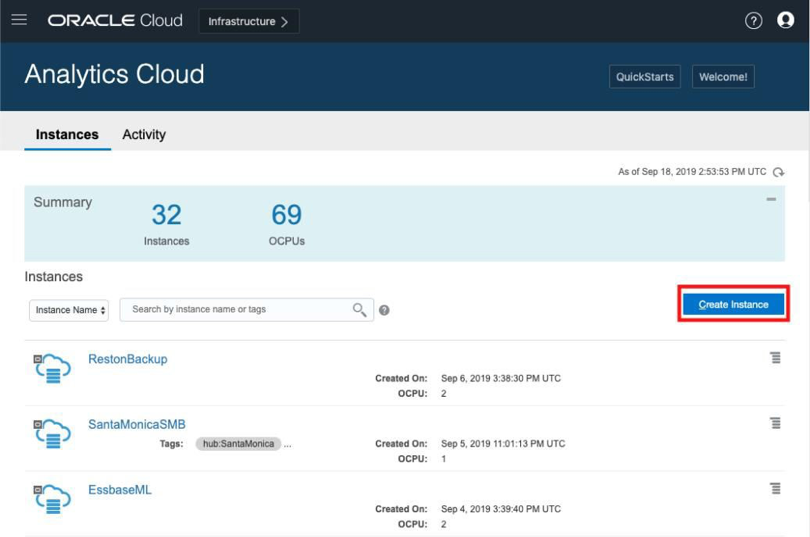 ORACLE Cloud Infrastructure
Analytics Cloud QuickStarts Welcome!
Instances Activity
As of Sep 18, 2019 2:53:53 PM UTC
Summary 32 69
Instances OCPUs
Instances
Instance Name Search by instance name or tags Create Instance
RestonBackup
Created On: Sep 6, 2019 3:38:30 PM UTC
OCPU: 2
SantaMonicaSMB
Tags: hub:SantaMonica ... Created On: Sep 5, 2019 11:01:13 PM UTC
OCPU: 1
EssbaseML
Created On: Sep 4, 2019 3:39:40 PM UTC
OCPU: 2